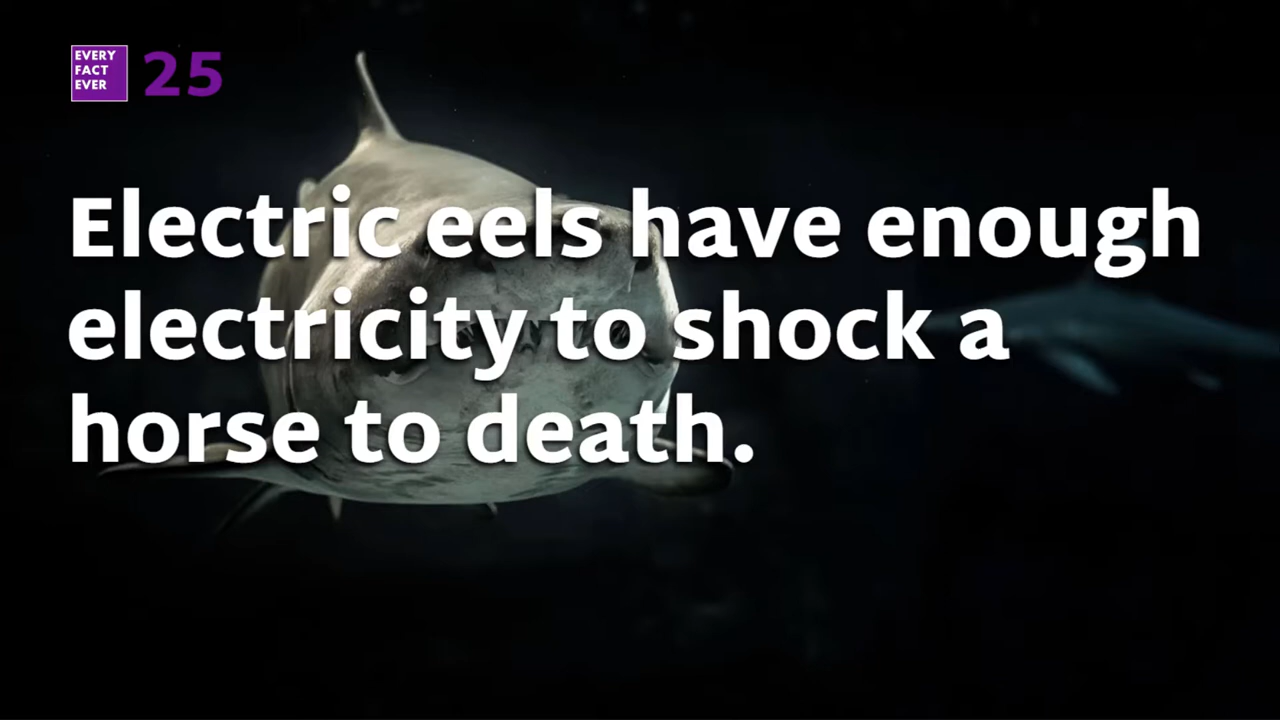 EVERY
FACT
EVER
25
Electric eels have enough
electricity to shock a
horse to death.